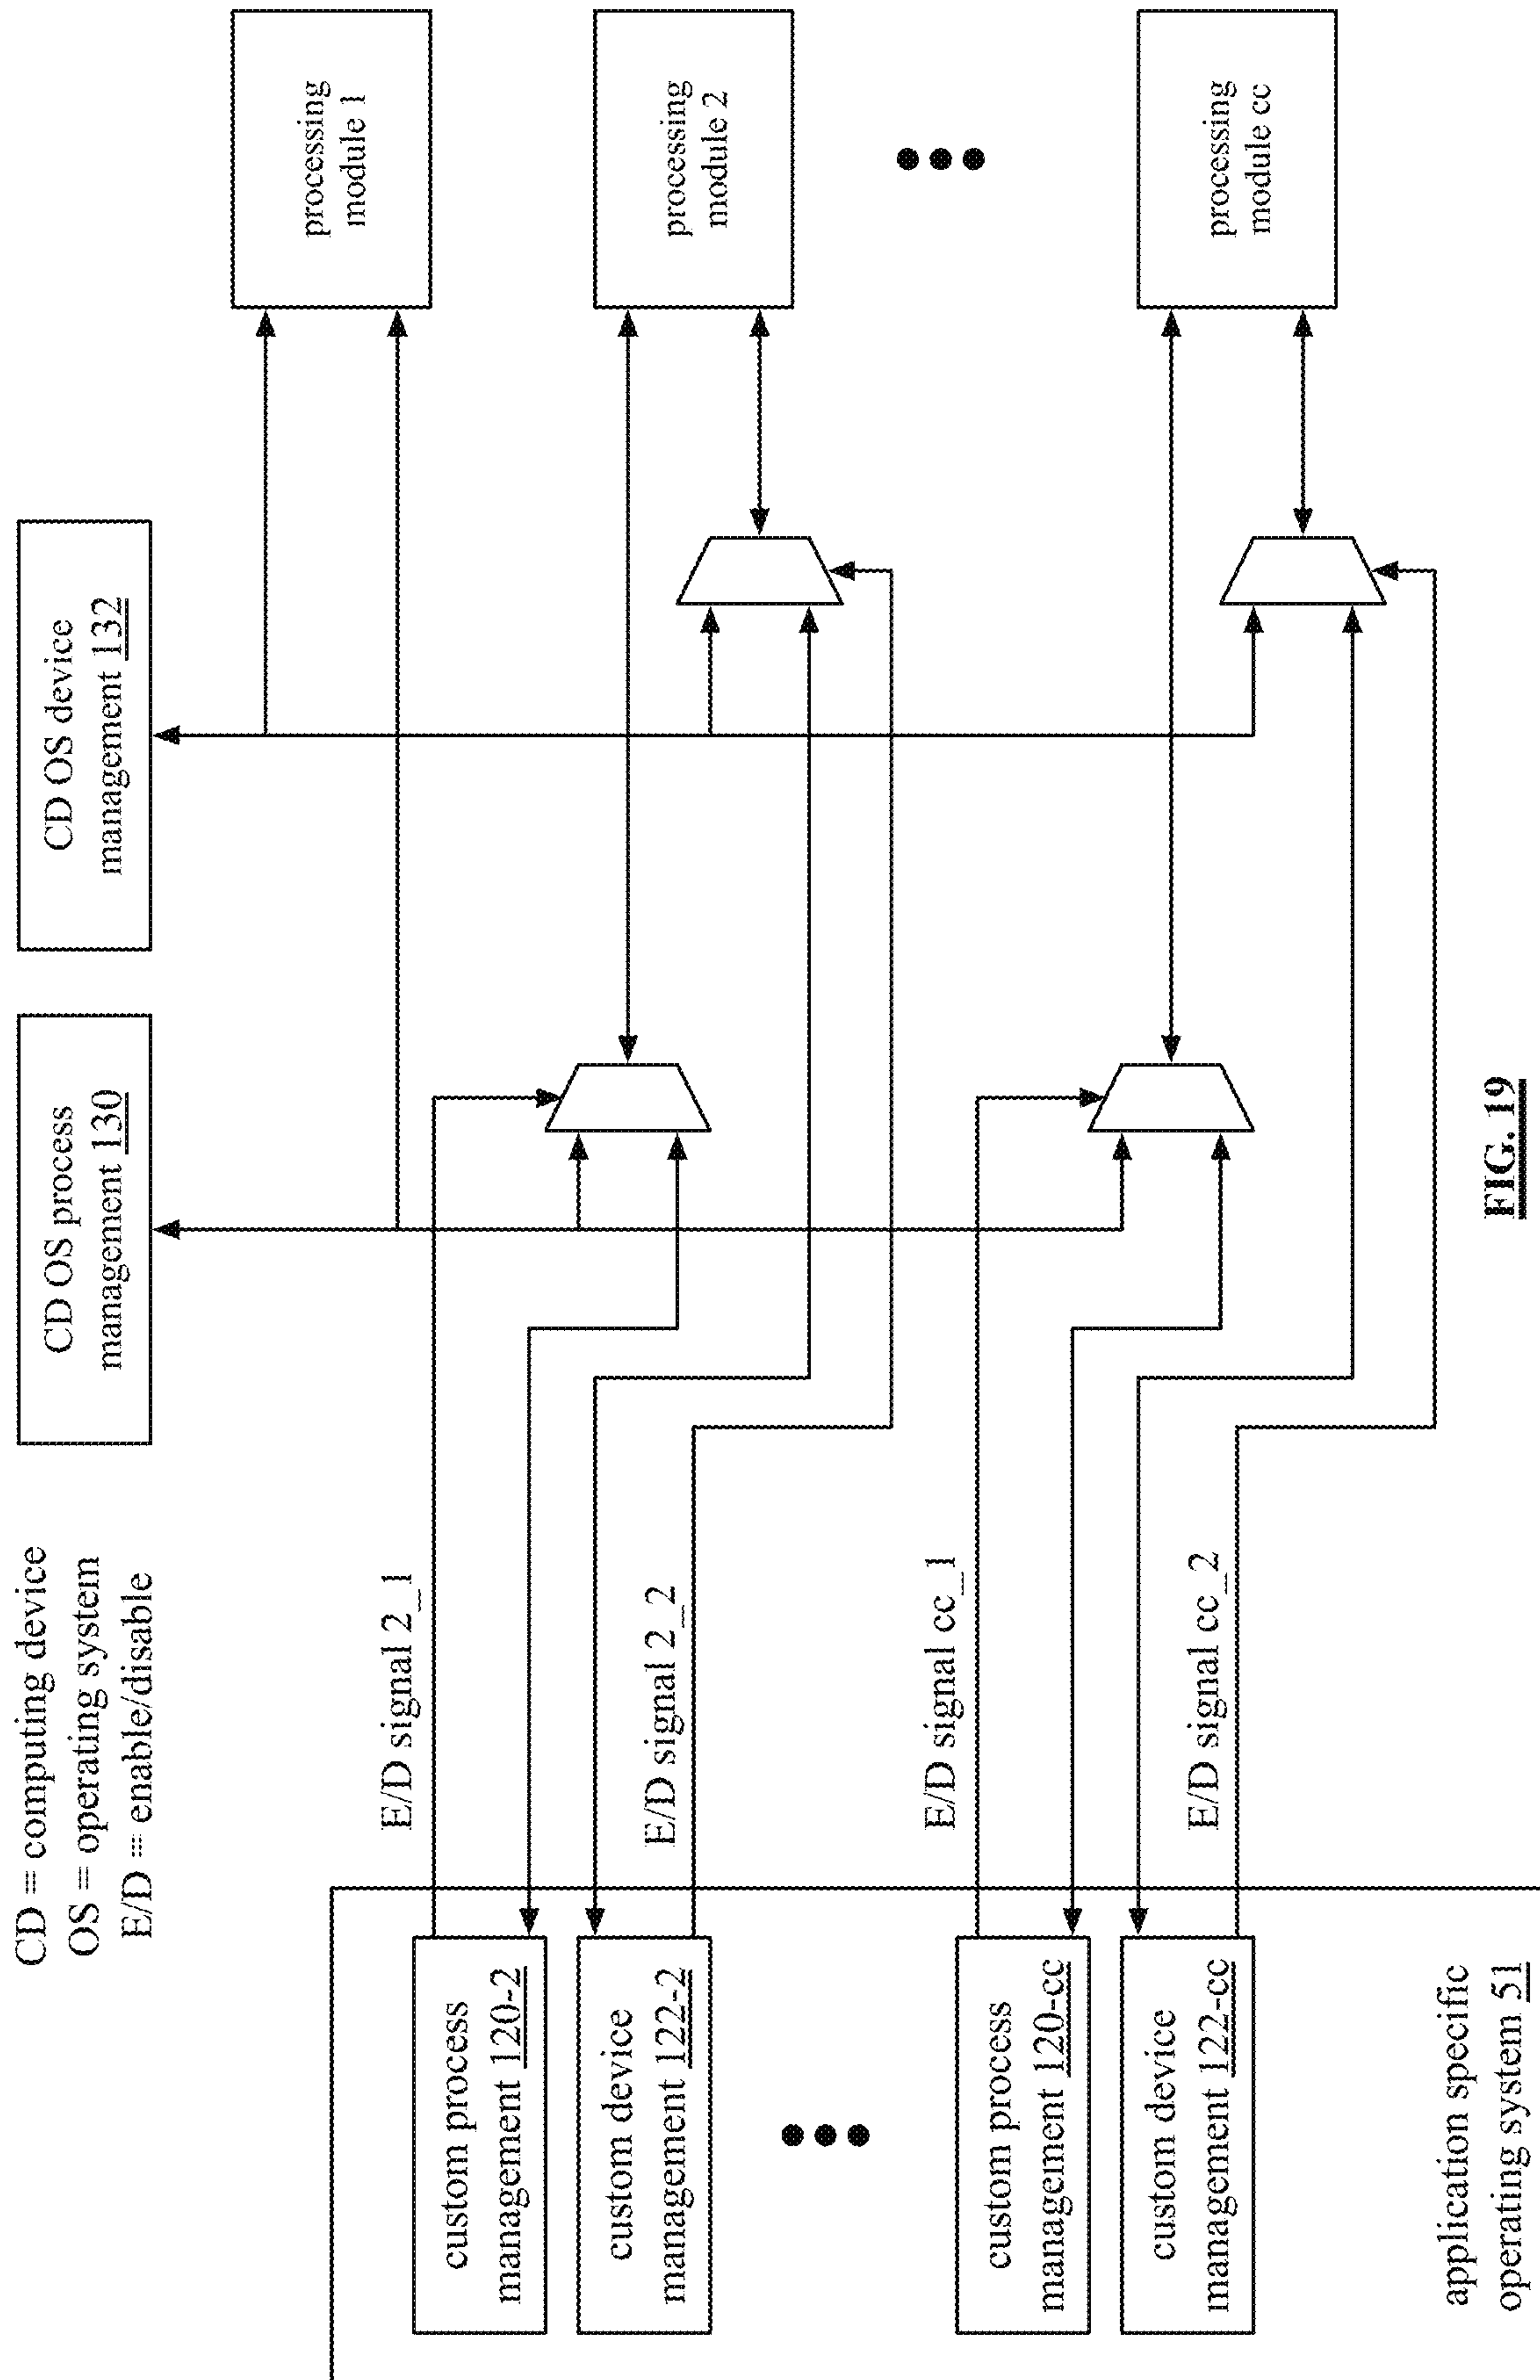 CD = computing device
OS = operating system
E/D = enable/disable
CD OS process
management 130
CD OS device
management 132
processing
module 1
E/D signal 2_1
custom process
management 120-2
custom device
management 122-2
E/D signal 2_2
processing
module 2
E/D signal cc_1
custom process
management 120-cc
custom device
management 122-cc
E/D signal cc_2
processing
module cc
application specific
operating system 51
FIG. 19